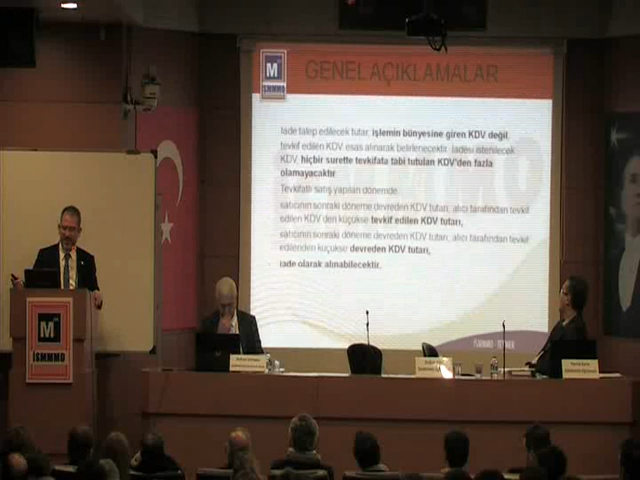 M
GENEL AÇIKLAMALAR
İade talep edilecek tutar, işlemin bünyesine giren KDV değil,
tevkif edilen KDV esas alınarak belirlenecektir. İadesi istenilecek
KDV, hiçbir surette tevkifata tabi tutulan KDV'den fazla
olamayacaktır.
Tevkifatlı satış yapılan dönemde,
satıcının sonraki döneme devreden KDV tutarı, alıcı tarafından tevkif
edilen KDV'den küçükse tevkif edilen KDV tutarı,
satıcının sonraki döneme devreden KDV tutarı, alıcı tarafından tevkif
edilenden küçükse devreden KDV tutarı,
iade olarak alınabilecektir.
M
İSMMMO